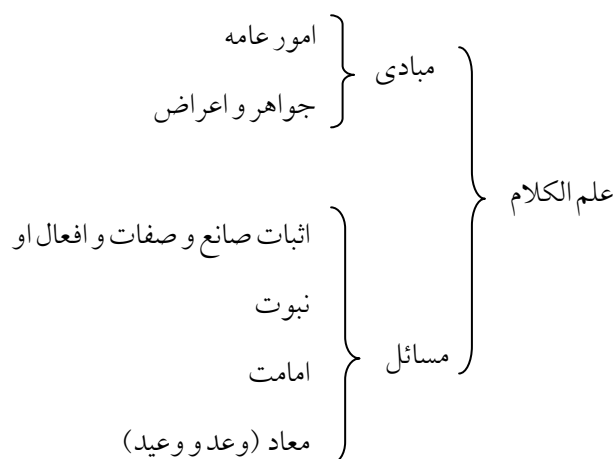 علم الکلام
مبادی
امور عامه
جواهر و اعراض
مسائل
اثبات صانع و صفات و افعال او
نبوت
امامت
معاد (وعد و وعید)